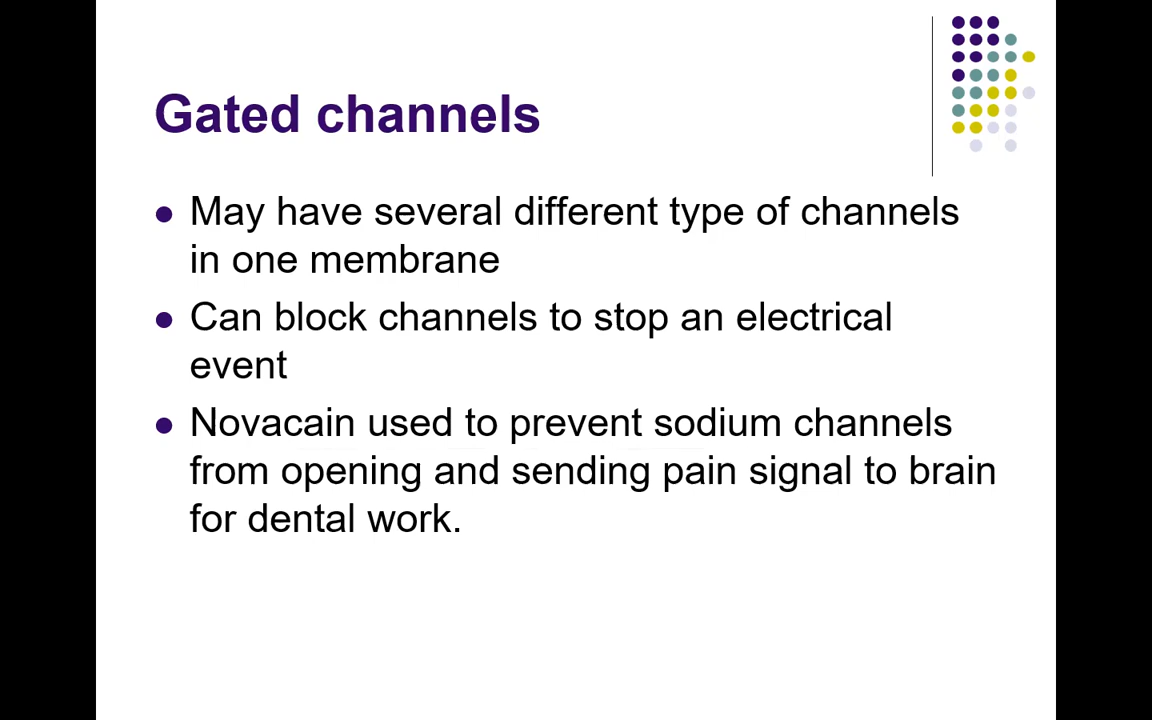 Gated channels
● May have several different type of channels
in one membrane
● Can block channels to stop an electrical
event
● Novacain used to prevent sodium channels
from opening and sending pain signal to brain
for dental work.